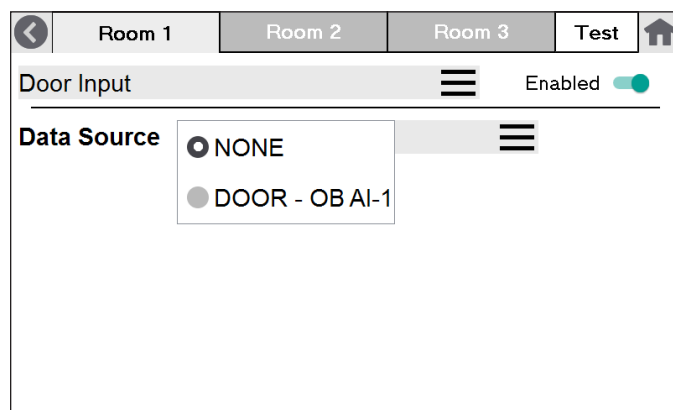 Room 1 Room 2 Room 3 Test
Door Input Enabled
Data Source
NONE
DOOR - OB AI-1